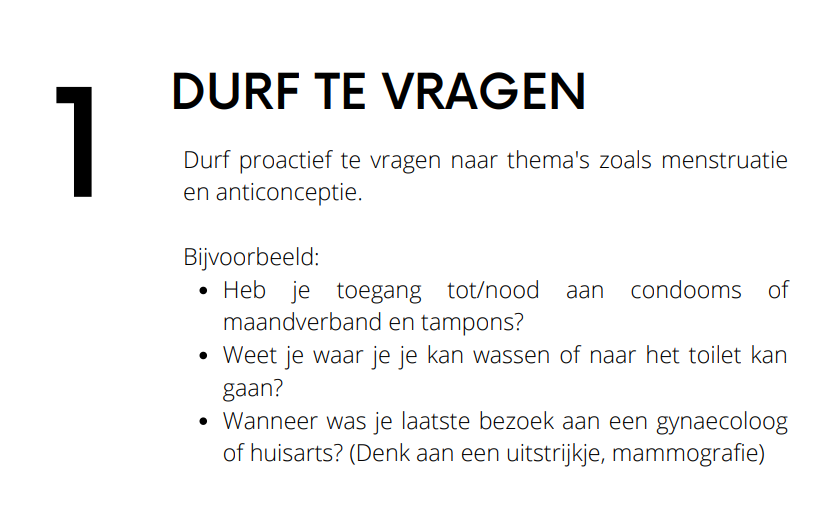 1
DURF TE VRAGEN
Durf proactief te vragen naar thema's zoals menstruatie
en anticonceptie.
Bijvoorbeeld:
• Heb je toegang tot/nood aan condooms of
maandverband en tampons?
• Weet je waar je je kan wassen of naar het toilet kan
gaan?
• Wanneer was je laatste bezoek aan een gynaecoloog
of huisarts? (Denk aan een uitstrijkje, mammografie)